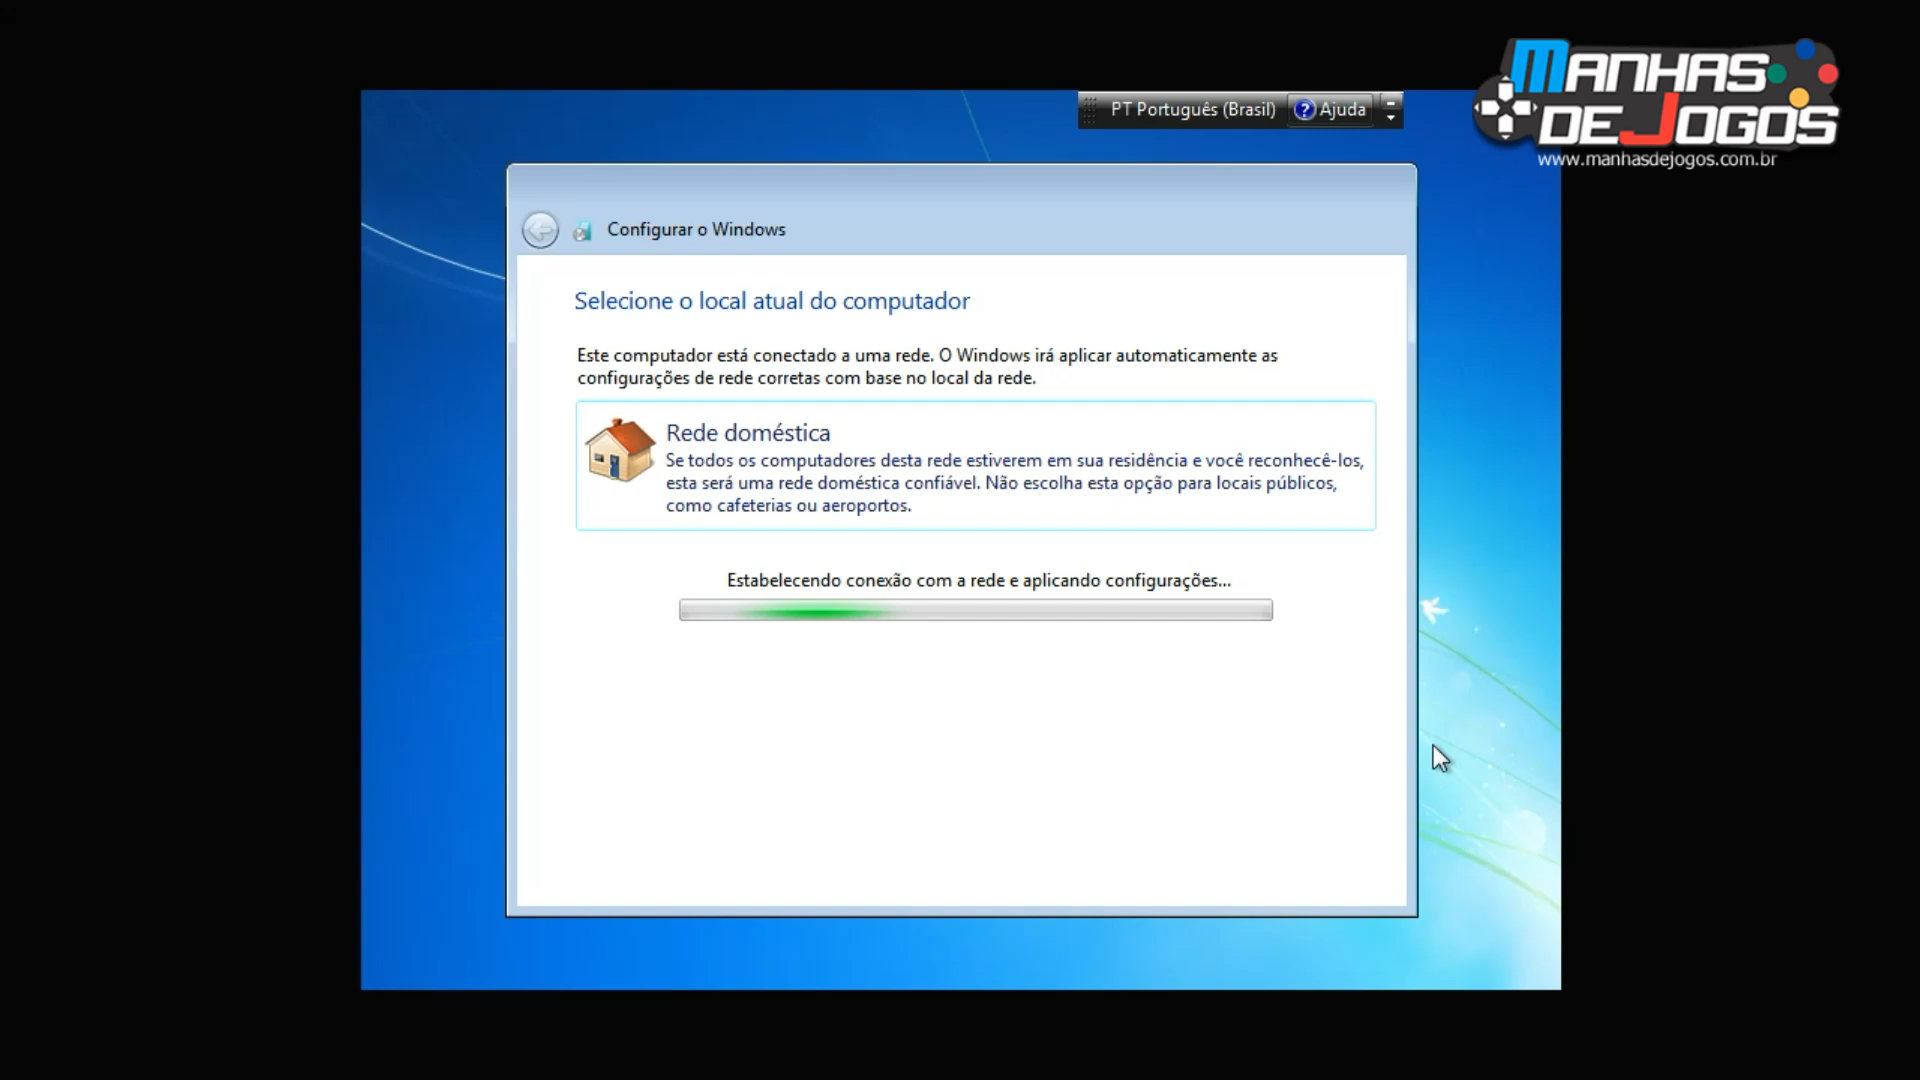 MANHAS
DE JOGOS
www.manhasdejogos.com.br
PT Português (Brasil) ? Ajuda
Configurar o Windows
Selecione o local atual do computador
Este computador está conectado a uma rede. O Windows irá aplicar automaticamente as
configurações de rede corretas com base no local da rede.
Rede doméstica
Se todos os computadores desta rede estiverem em sua residência e você reconhecê-los,
esta será uma rede doméstica confiável. Não escolha esta opção para locais públicos,
como cafeterias ou aeroportos.
Estabelecendo conexão com a rede e aplicando configurações...